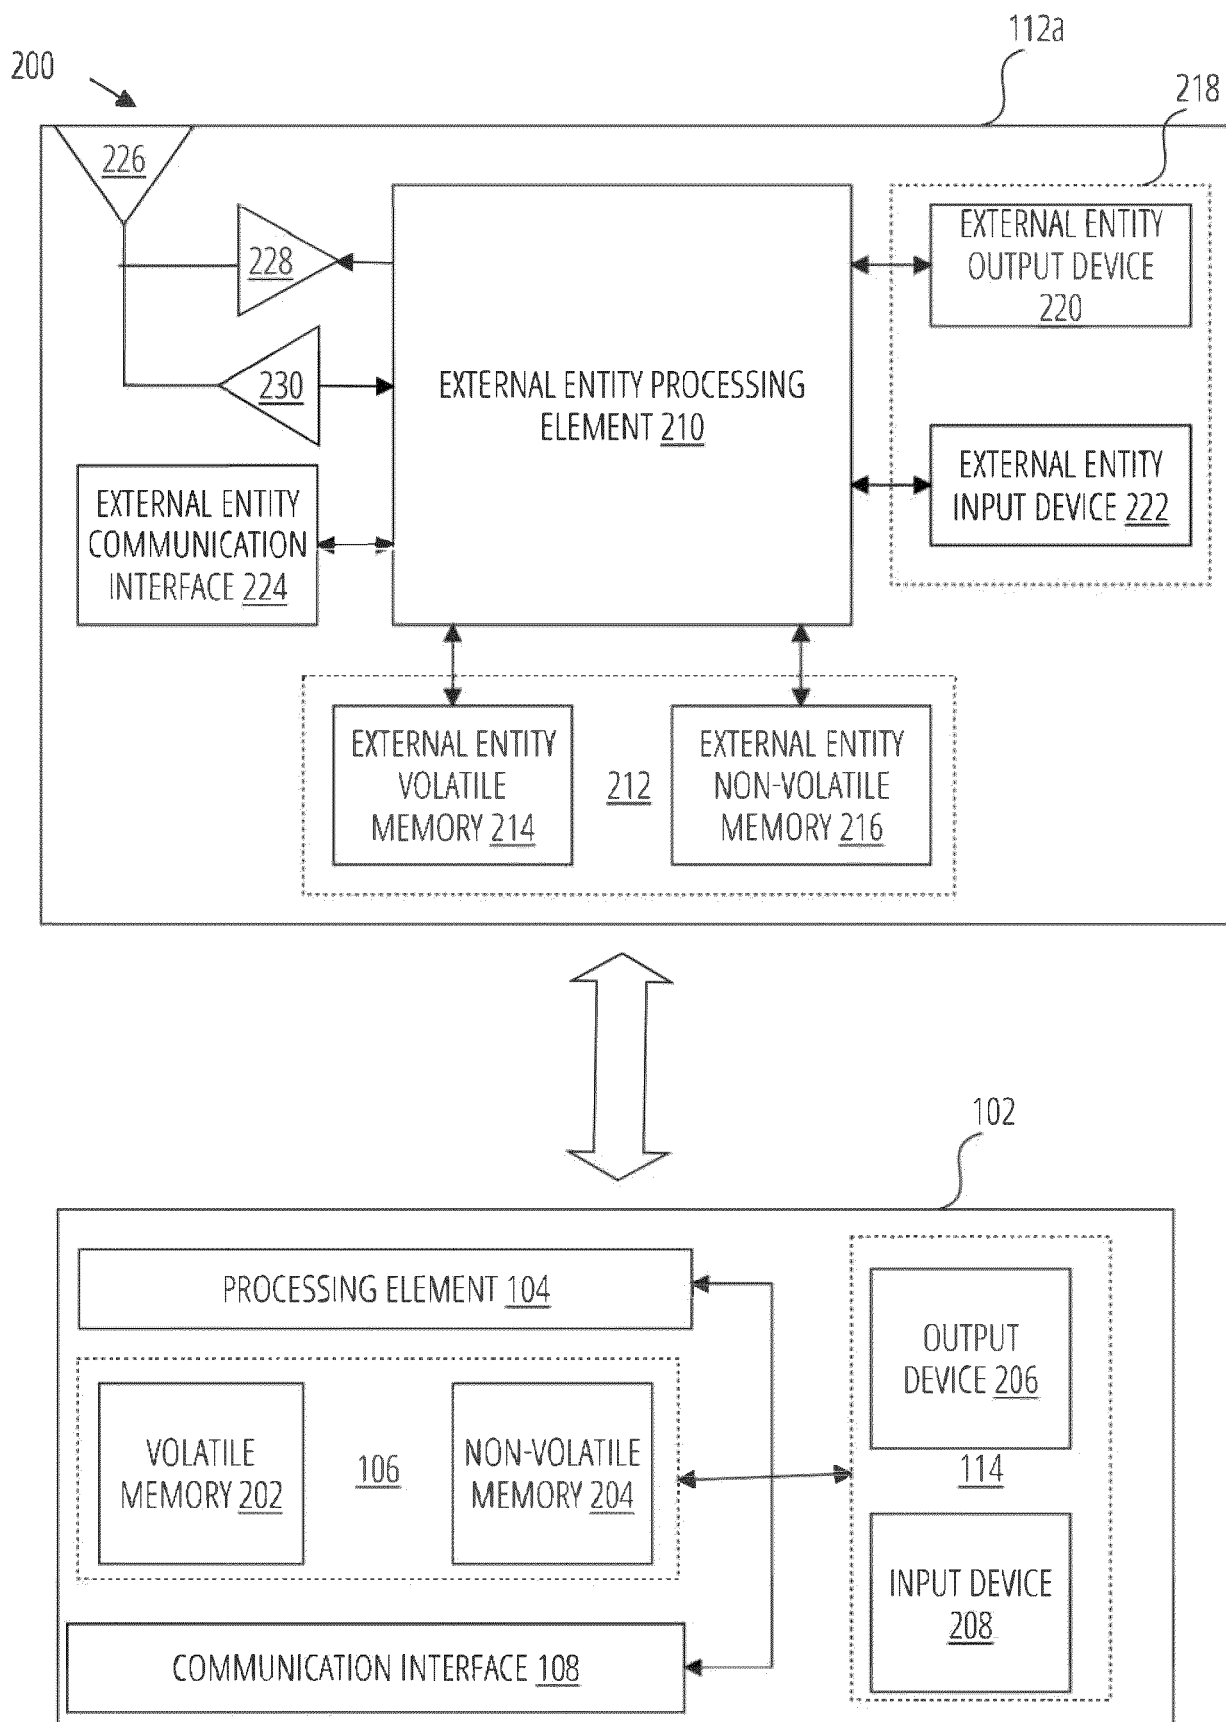 112a
200
218
226
EXTERNAL ENTITY
OUTPUT DEVICE
220
228
230
EXTERNAL ENTITY PROCESSING
ELEMENT 210
EXTERNAL ENTITY
INPUT DEVICE 222
EXTERNAL ENTITY
COMMUNICATION
INTERFACE 224
EXTERNAL ENTITY
VOLATILE
MEMORY 214
212
EXTERNAL ENTITY
NON-VOLATILE
MEMORY 216
102
PROCESSING ELEMENT 104
OUTPUT
DEVICE 206
VOLATILE
MEMORY 202
106
NON-VOLATILE
MEMORY 204
114
INPUT DEVICE
208
COMMUNICATION INTERFACE 108